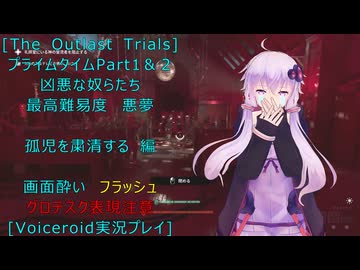 [The Outlast Trials]
プライムタイムPart1＆２
凶悪な奴らたち
最高難易度 悪夢
孤児を粛清する 編
画面酔い フラッシュ
グロテスク表現注意
[Voiceroid実況プレイ]